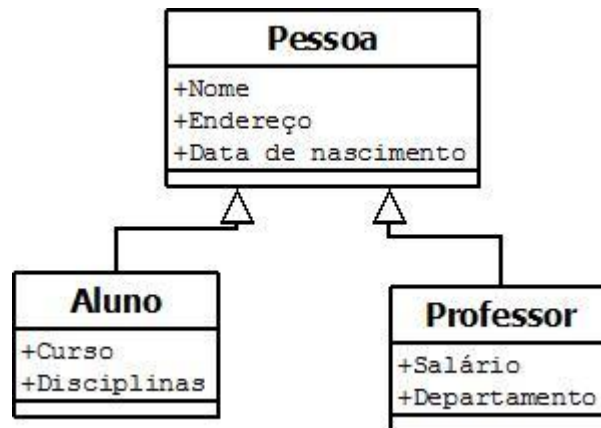 Pessoa
+Nome
+Endereço
+Data de nascimento
Aluno
+Curso
+Disciplinas
Professor
+Salário
+Departamento